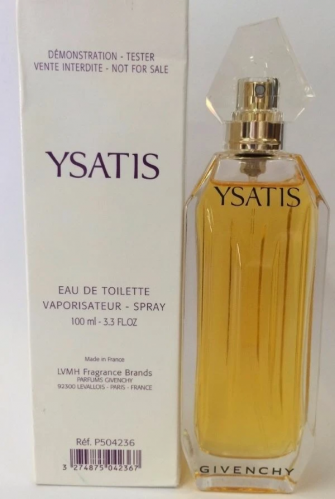 DÉMONSTRATION - TESTER
VENTE INTERDITE - NOT FOR SALE
YSATIS
EAU DE TOILETTE
VAPORISATEUR - SPRAY
100 ml - 3.3 FL.OZ
Made in France
LVMH Fragrance Brands
PARFUMS GIVENCHY
92300 LEVALLOIS - PARIS - FRANCE
Réf. P504236
3 274875 042367
YSATIS
GIVENCHY